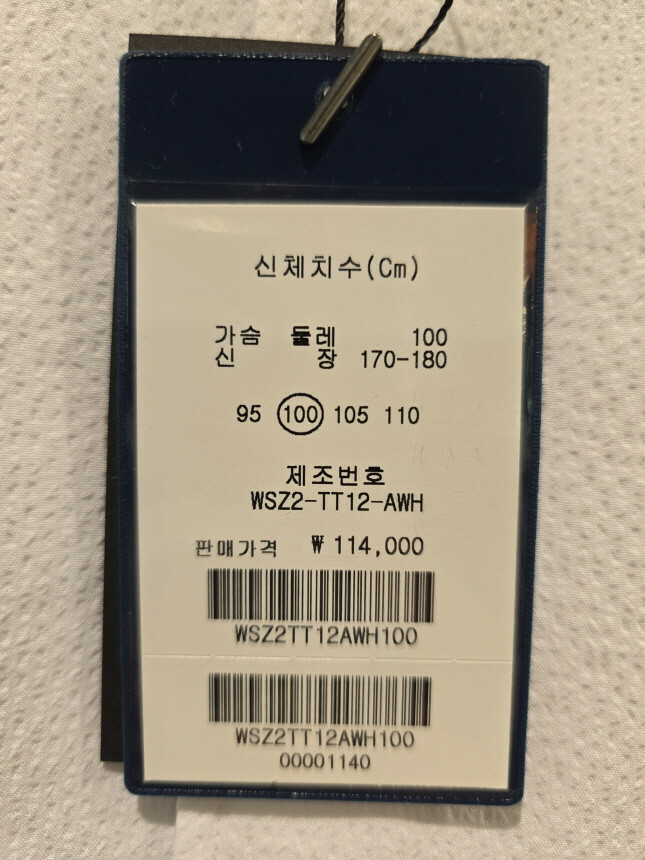 신체치수(Cm)
가슴 둘레 100
신 장 170-180
95 100 105 110
제조번호
WSZ2-TT12-AWH
판매가격 ₩ 114,000
WSZ2TT12AWH100
WSZ2TT12AWH100
00001140